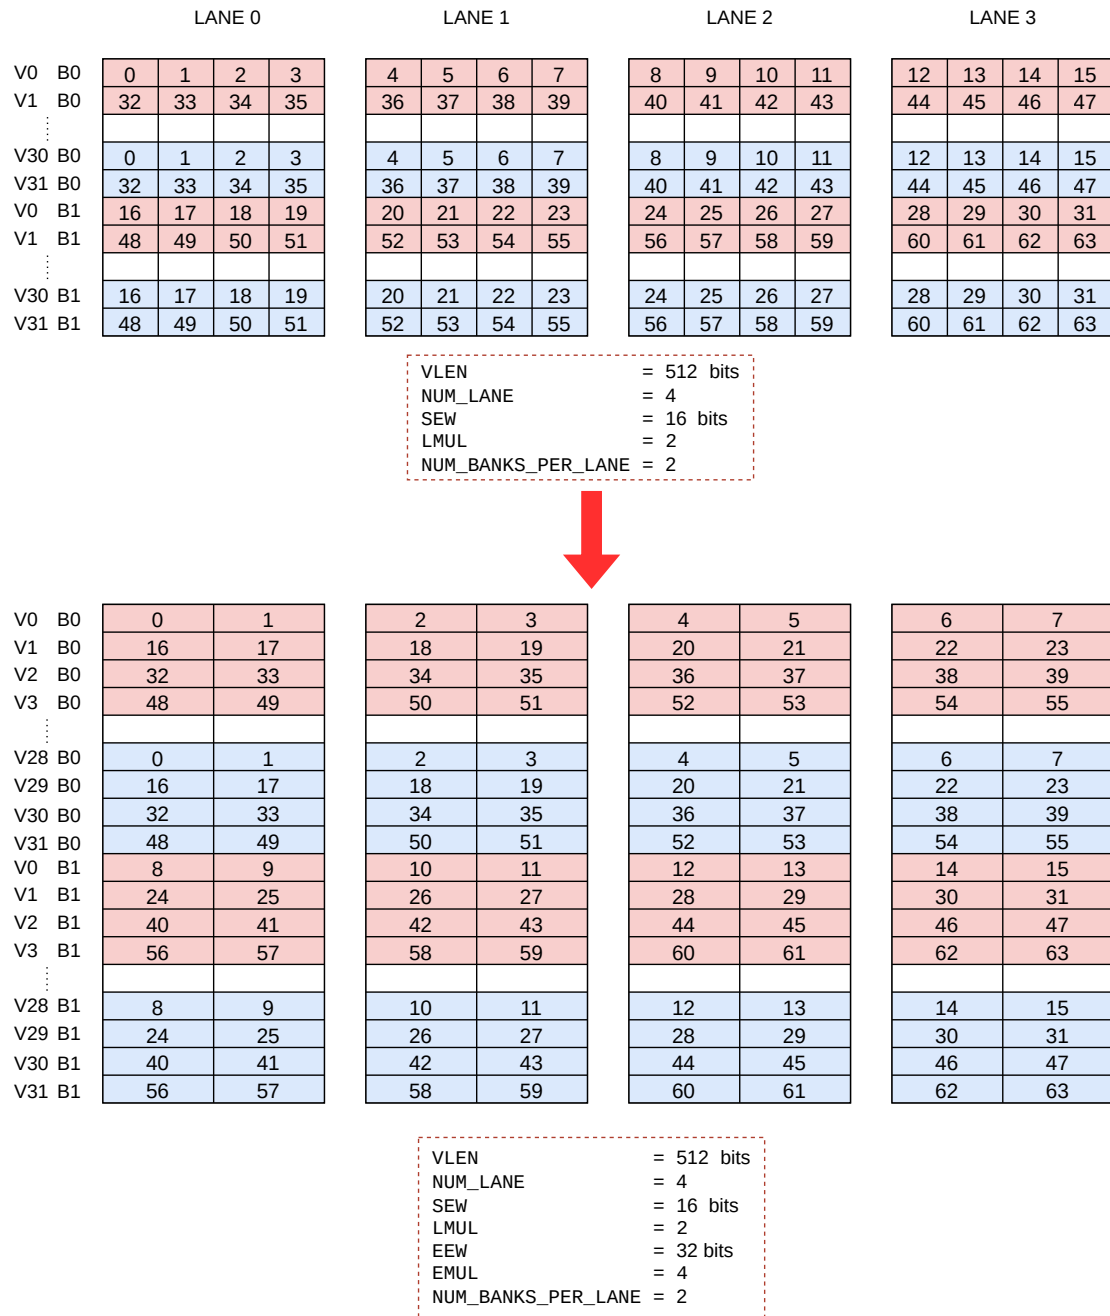 LANE 0 LANE 1 LANE 2 LANE 3
V0 B0 0 1 2 3 4 5 6 7 8 9 10 11 12 13 14 15
V1 B0 32 33 34 35 36 37 38 39 40 41 42 43 44 45 46 47
V30 B0 0 1 2 3 4 5 6 7 8 9 10 11 12 13 14 15
V31 B0 32 33 34 35 36 37 38 39 40 41 42 43 44 45 46 47
V0 B1 16 17 18 19 20 21 22 23 24 25 26 27 28 29 30 31
V1 B1 48 49 50 51 52 53 54 55 56 57 58 59 60 61 62 63
V30 B1 16 17 18 19 20 21 22 23 24 25 26 27 28 29 30 31
V31 B1 48 49 50 51 52 53 54 55 56 57 58 59 60 61 62 63
VLEN = 512 bits
NUM_LANE = 4
SEW = 16 bits
LMUL = 2
NUM_BANKS_PER_LANE = 2
V0 B0 0 1 2 3 4 5 6 7
V1 B0 16 17 18 19 20 21 22 23
V2 B0 32 33 34 35 36 37 38 39
V3 B0 48 49 50 51 52 53 54 55
V28 B0 0 1 2 3 4 5 6 7
V29 B0 16 17 18 19 20 21 22 23
V30 B0 32 33 34 35 36 37 38 39
V31 B0 48 49 50 51 52 53 54 55
V0 B1 8 9 10 11 12 13 14 15
V1 B1 24 25 26 27 28 29 30 31
V2 B1 40 41 42 43 44 45 46 47
V3 B1 56 57 58 59 60 61 62 63
V28 B1 8 9 10 11 12 13 14 15
V29 B1 24 25 26 27 28 29 30 31
V30 B1 40 41 42 43 44 45 46 47
V31 B1 56 57 58 59 60 61 62 63
VLEN = 512 bits
NUM_LANE = 4
SEW = 16 bits
LMUL = 2
EEW = 32 bits
EMUL = 4
NUM_BANKS_PER_LANE = 2